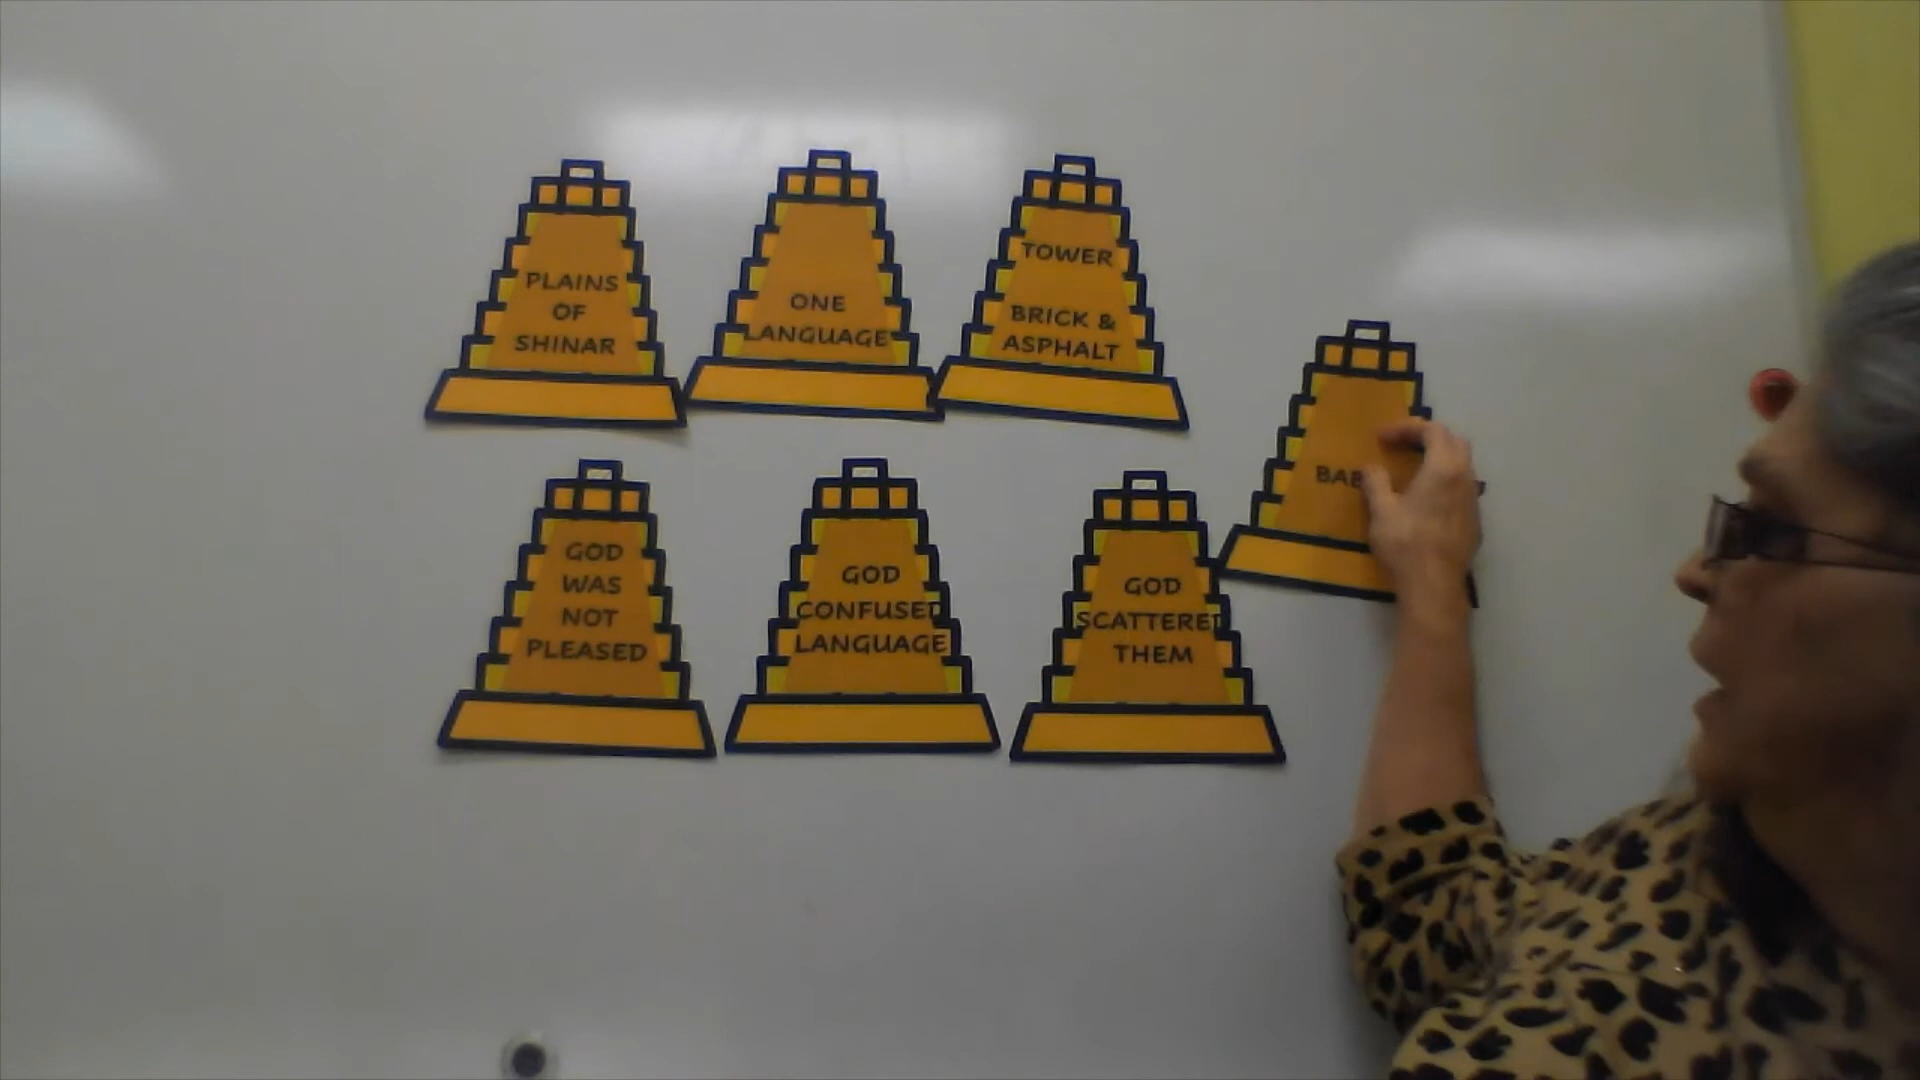 PLAINS
OF
SHINAR
ONE
LANGUAGE
TOWER
BRICK &
ASPHALT
GOD
WAS
NOT
PLEASED
GOD
CONFUSED
LANGUAGE
GOD
SCATTERED
THEM